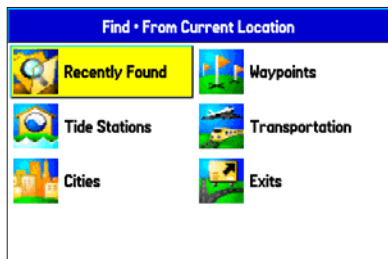 Find • From Current Location
Recently Found
Waypoints
Tide Stations
Transportation
Cities
Exits